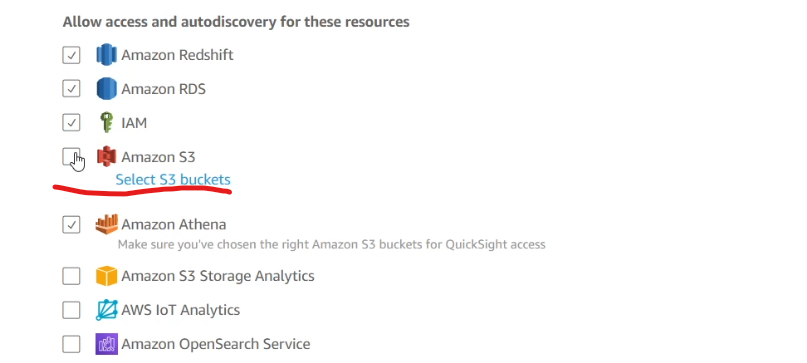 Allow access and autodiscovery for these resources
Amazon Redshift
Amazon RDS
IAM
Amazon S3
Select S3 buckets
Amazon Athena
Make sure you've chosen the right Amazon S3 buckets for QuickSight access
Amazon S3 Storage Analytics
AWS IoT Analytics
Amazon OpenSearch Service